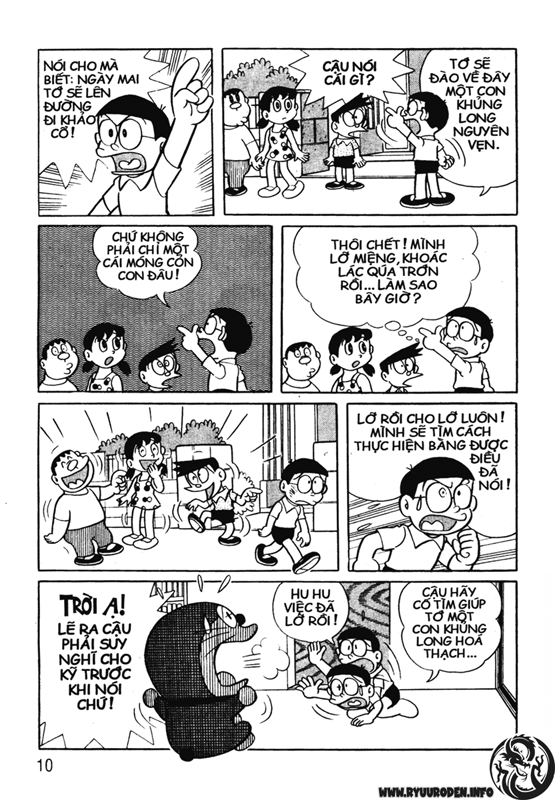 NÓI CHO MÀ
BIẾT: NGÀY MAI
TỚ SẼ LÊN
ĐƯỜNG
ĐI KHẢO
CỔ!
CẬU NÓI
CÁI GÌ?
TỚ SẼ
ĐÀO VỀ ĐÂY
MỘT CON
KHỦNG
LONG
NGUYÊN
VẸN.
CHỨ KHÔNG
PHẢI CHỈ MỘT
CÁI MÓNG CỎN
CON ĐÂU!
THÔI CHẾT! MÌNH
LỠ MIỆNG, KHOÁC
LÁC QÚA TRỚN
RỒI... LÀM SAO
BÂY GIỜ?
LỠ RỒI CHO LỠ LUÔN!
MÌNH SẼ TÌM CÁCH
THỰC HIỆN BẰNG ĐƯỢC
ĐIỀU
ĐÃ
NÓI!
TRỜI Ạ!
LẼ RA CẬU
PHẢI SUY
NGHĨ CHO
KỸ TRƯỚC
KHI NÓI
CHỨ!
HU HU
VIỆC ĐÃ
LỠ RỒI!
CẬU HÃY
CỐ TÌM GIÚP
TỚ MỘT
CON KHỦNG
LONG HOÁ
THẠCH...
10
WWW.RYUURODEN.INFO